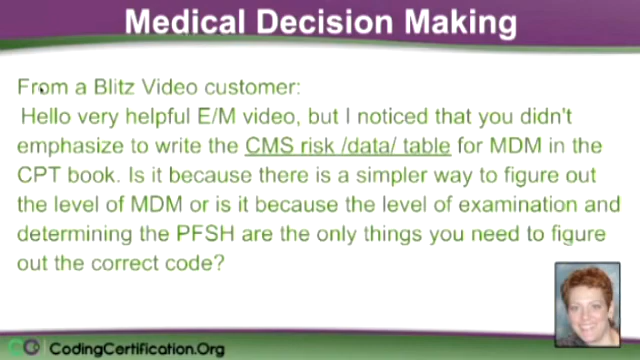 Medical Decision Making
From a Blitz Video customer:
Hello very helpful E/M video, but I noticed that you didn't
emphasize to write the CMS risk /data/ table for MDM in the
CPT book. Is it because there is a simpler way to figure out
the level of MDM or is it because the level of examination and
determining the PFSH are the only things you need to figure
out the correct code?
CodingCertification.Org